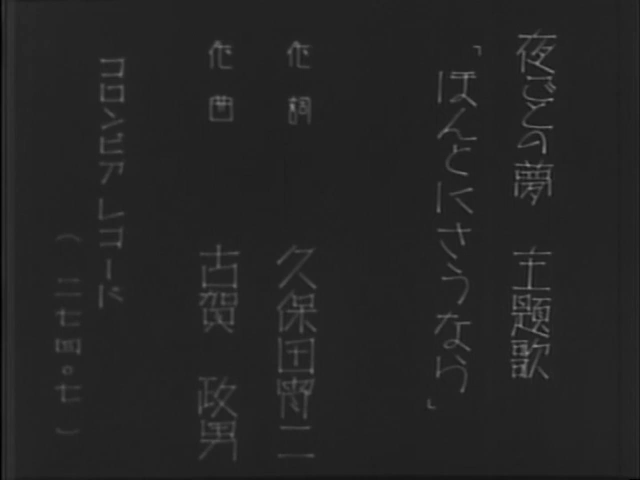 夜ごとの夢 主題歌
「ほんとにさうなら」
作詞 久保田宵二
作曲 古賀 政男
コロンビアレコード
（二七四〇七）